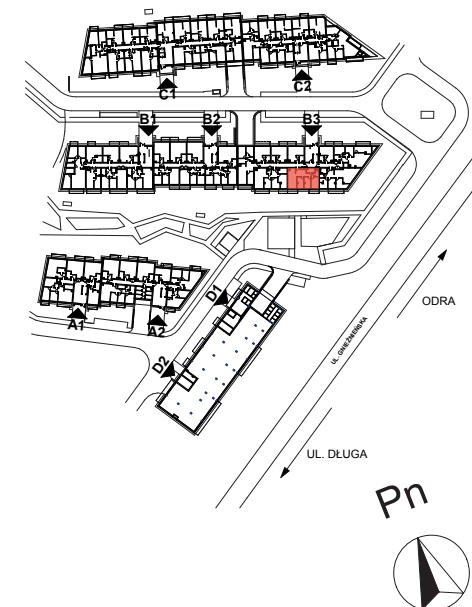 C1
C2
B1
B2
B3
A1
A2
D1
D2
ODRA
UL. GNIEŹNIEŃSKA
UL. DŁUGA
Pn